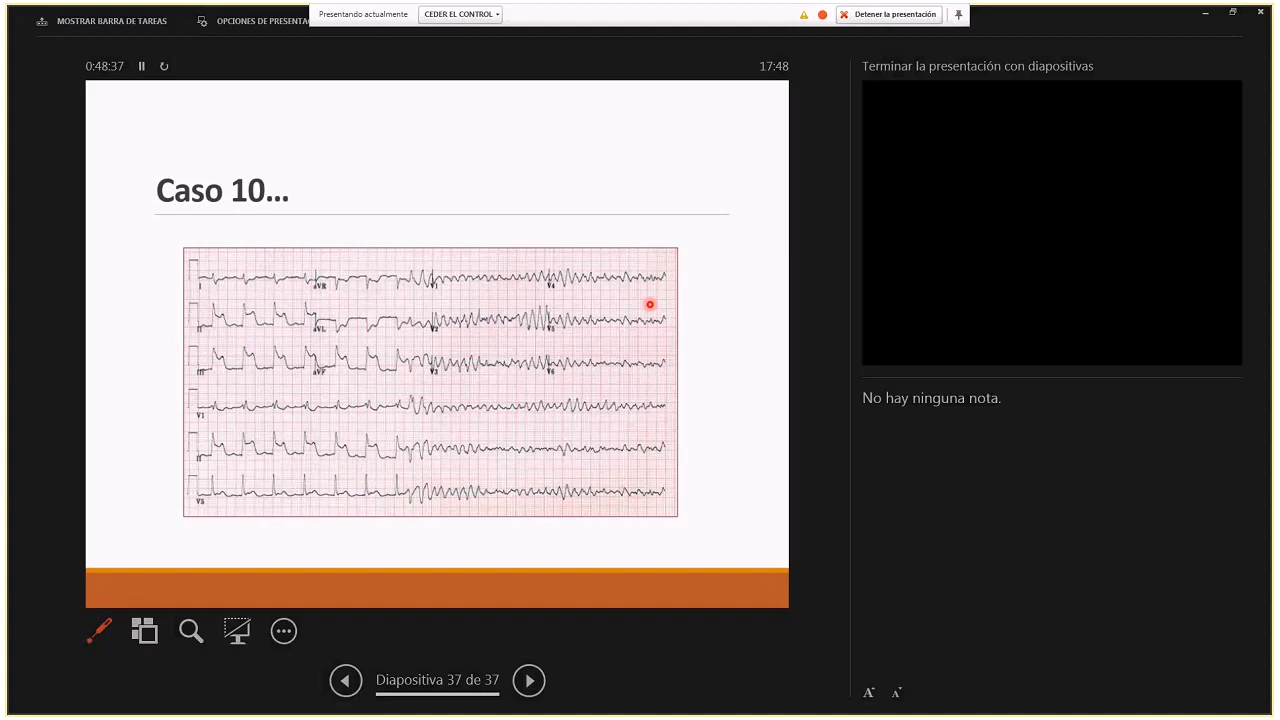 Presentando actualmente
CEDER EL CONTROL
Detener la presentación
MOSTRAR BARRA DE TAREAS
OPCIONES DE PRESENTA
0:48:37
17:48
Terminar la presentación con diapositivas
Caso 10...
I
aVR
V1
V4
II
aVL
V2
V5
III
aVF
V3
V6
V1
II
V5
No hay ninguna nota.
Diapositiva 37 de 37
A
A